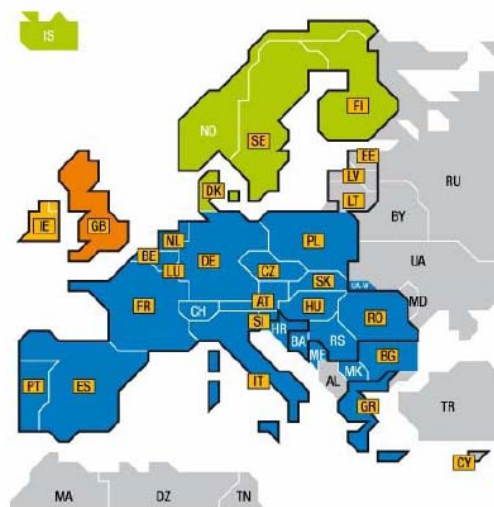 IS
NO
SE
FI
EE
LV
LT
RU
DK
BY
IE
GB
NL
BE
LU
DE
PL
UA
CZ
SK
UA-W
MD
FR
CH
AT
HU
SI
HR
RO
BA
RS
ME
BG
PT
ES
IT
AL
MK
GR
TR
CY
MA
DZ
TN